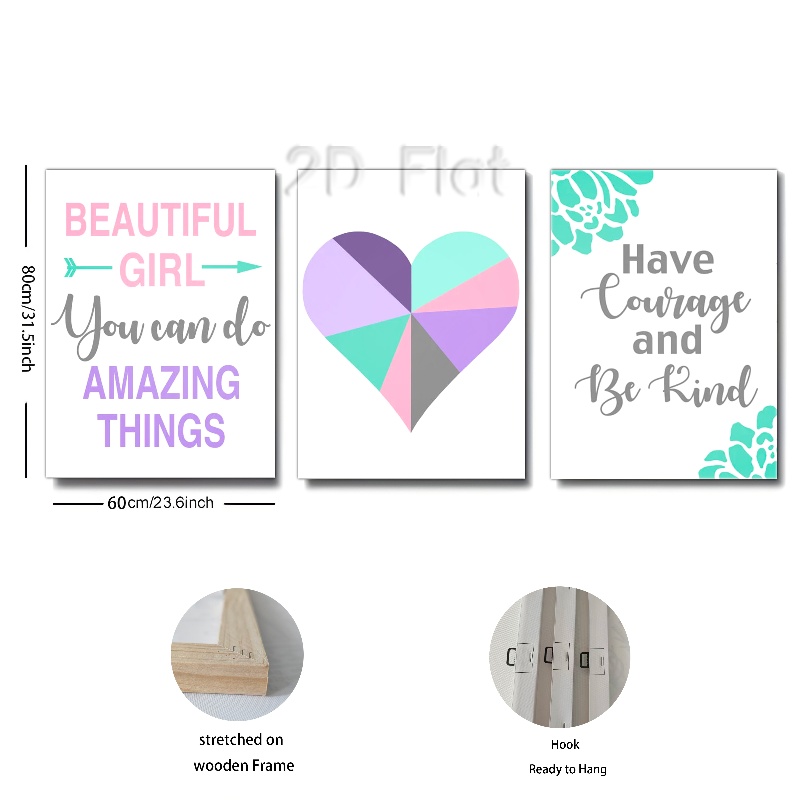 2D Flat
BEAUTIFUL
GIRL
You can do
AMAZING
THINGS
Have
Courage
and
Be Kind
80cm/31.5inch
60cm/23.6inch
stretched on
wooden Frame
Hook
Ready to Hang